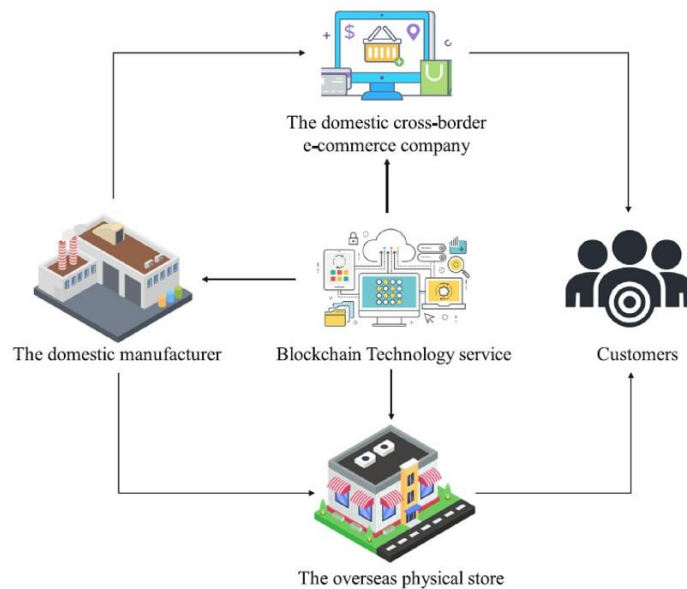 $
The domestic cross-border
e-commerce company
The domestic manufacturer
Blockchain Technology service
Customers
The overseas physical store